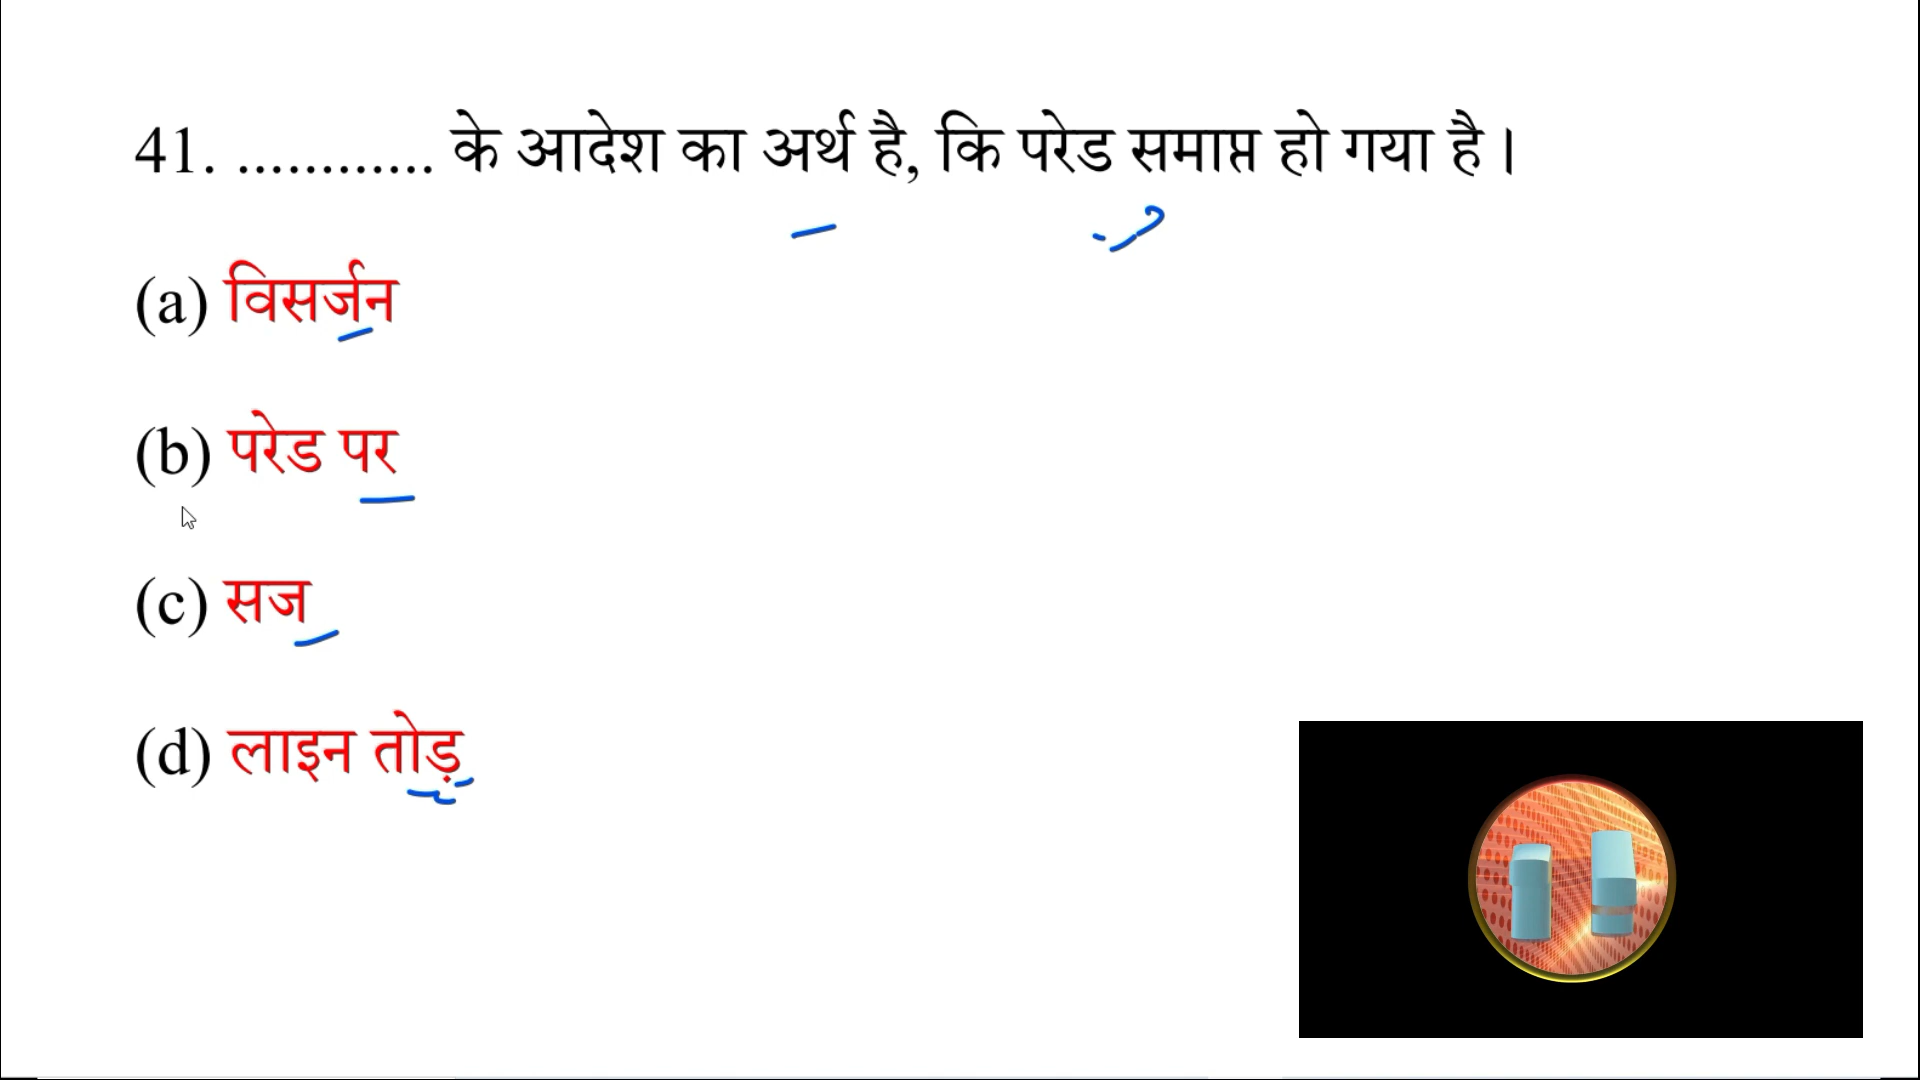 41. ............ के आदेश का अर्थ है, कि परेड समाप्त हो गया है।
(a) विसर्जन
(b) परेड पर
(c) सज
(d) लाइन तोड़